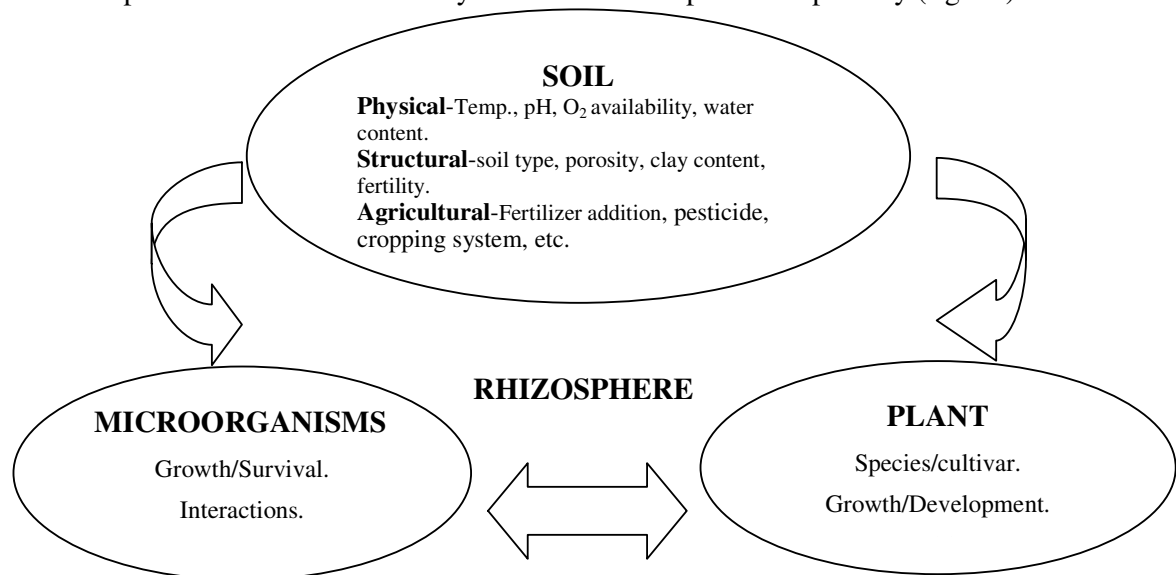 SOIL
Physical-Temp., pH, O₂ availability, water
content.
Structural-soil type, porosity, clay content,
fertility.
Agricultural-Fertilizer addition, pesticide,
cropping system, etc.
RHIZOSPHERE
MICROORGANISMS
Growth/Survival.
Interactions.
PLANT
Species/cultivar.
Growth/Development.